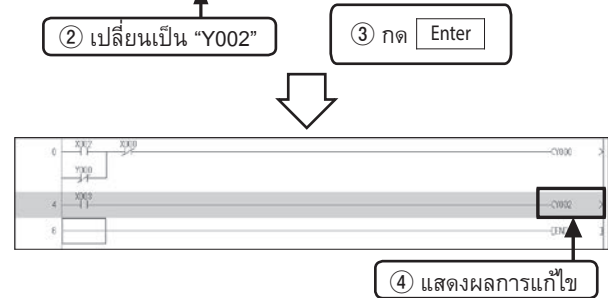 ② เปลี่ยนเป็น “Y002”
③ กด Enter
X002 X000
0 Y000
Y000
X003
4 Y002
6 END
④ แสดงผลการแก้ไข